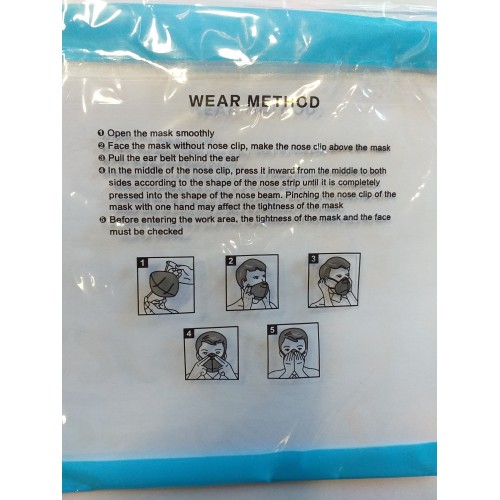 WEAR METHOD
❶ Open the mask smoothly
❷ Face the mask without nose clip, make the nose clip above the mask
❸ Pull the ear belt behind the ear
❹ In the middle of the nose clip, press it inward from the middle to both
sides according to the shape of the nose strip until it is completely
pressed into the shape of the nose beam. Pinching the nose clip of the
mask with one hand may affect the tightness of the mask
❺ Before entering the work area, the tightness of the mask and the face
must be checked
1 2 3
4 5